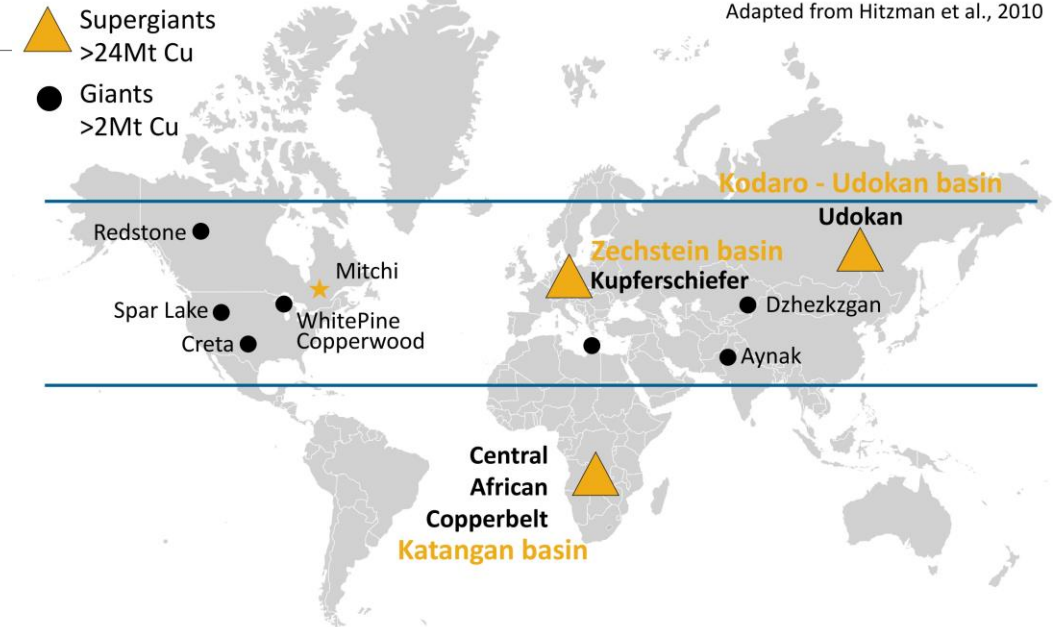 Supergiants
>24Mt Cu
Giants
>2Mt Cu
Adapted from Hitzman et al., 2010
Kodaro - Udokan basin
Udokan
Redstone
Zechstein basin
Kupferschiefer
Mitchi
Spar Lake
WhitePine
Copperwood
Dzhezkzgan
Creta
Aynak
Central
African
Copperbelt
Katangan basin